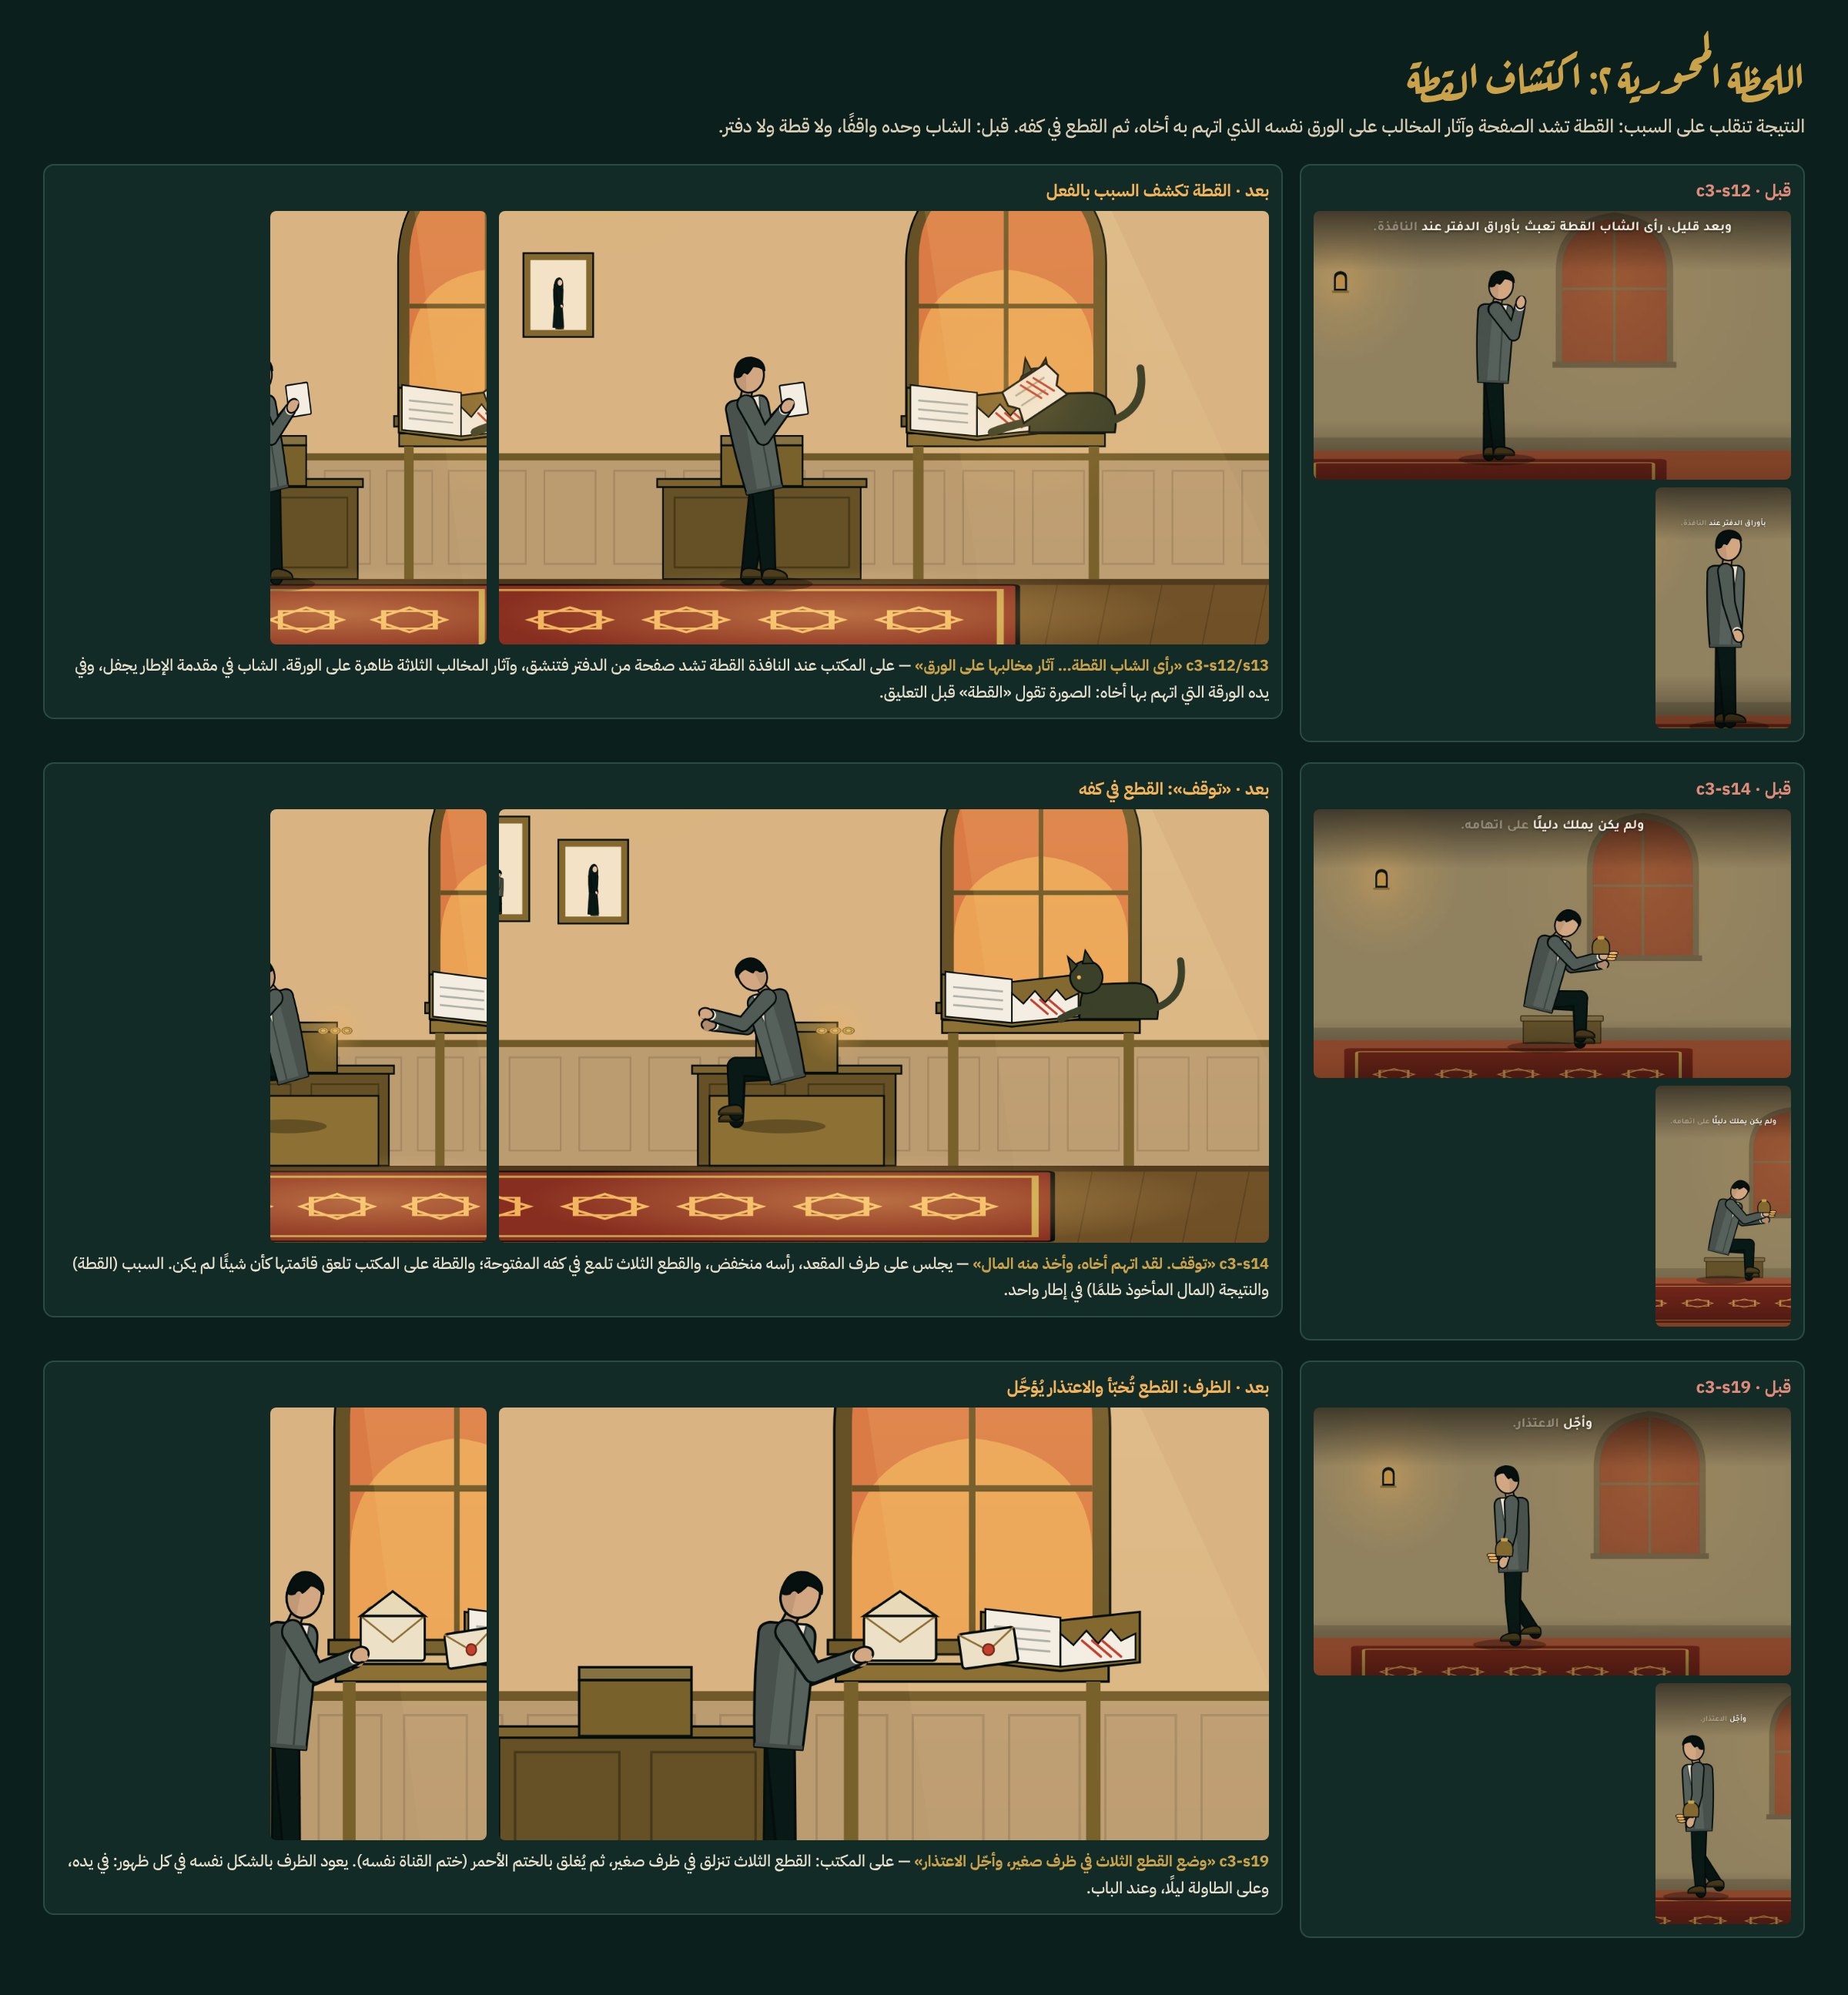 اللحظة المحورية ٢: اكتشاف القطة
النتيجة تنقلب على السبب: القطة تشد الصفحة وآثار المخالب على الورق نفسه الذي اتهم به أخاه، ثم القطع في كفه. قبل: الشاب وحده واقفًا، ولا قطة ولا دفتر.
قبل · c3-s12
وبعد قليل، رأى الشاب القطة تعبث بأوراق الدفتر عند النافذة.
بأوراق الدفتر عند النافذة.
بعد · القطة تكشف السبب بالفعل
c3-s12/s13 «رأى الشاب القطة… آثار مخالبها على الورق» — على المكتب عند النافذة القطة تشد صفحة من الدفتر فتنشق، وآثار المخالب الثلاثة ظاهرة على الورقة. الشاب في مقدمة الإطار يجفل، وفي
يده الورقة التي اتهم بها أخاه: الصورة تقول «القطة» قبل التعليق.
قبل · c3-s14
ولم يكن يملك دليلًا على اتهامه.
ولم يكن يملك دليلًا على اتهامه.
بعد · «توقف»: القطع في كفه
c3-s14 «توقف. لقد اتهم أخاه، وأخذ منه المال» — يجلس على طرف المقعد، رأسه منخفض، والقطع الثلاث تلمع في كفه المفتوحة؛ والقطة على المكتب تلعق قائمتها كأن شيئًا لم يكن. السبب (القطة)
والنتيجة (المال المأخوذ ظلمًا) في إطار واحد.
قبل · c3-s19
وأجّل الاعتذار.
وأجّل الاعتذار.
بعد · الظرف: القطع تُخبّأ والاعتذار يُؤجَّل
c3-s19 «وضع القطع الثلاث في ظرف صغير، وأجّل الاعتذار» — على المكتب: القطع الثلاث تنزلق في ظرف صغير، ثم يُغلق بالختم الأحمر (ختم القناة نفسه). يعود الظرف بالشكل نفسه في كل ظهور: في يده،
وعلى الطاولة ليلًا، وعند الباب.